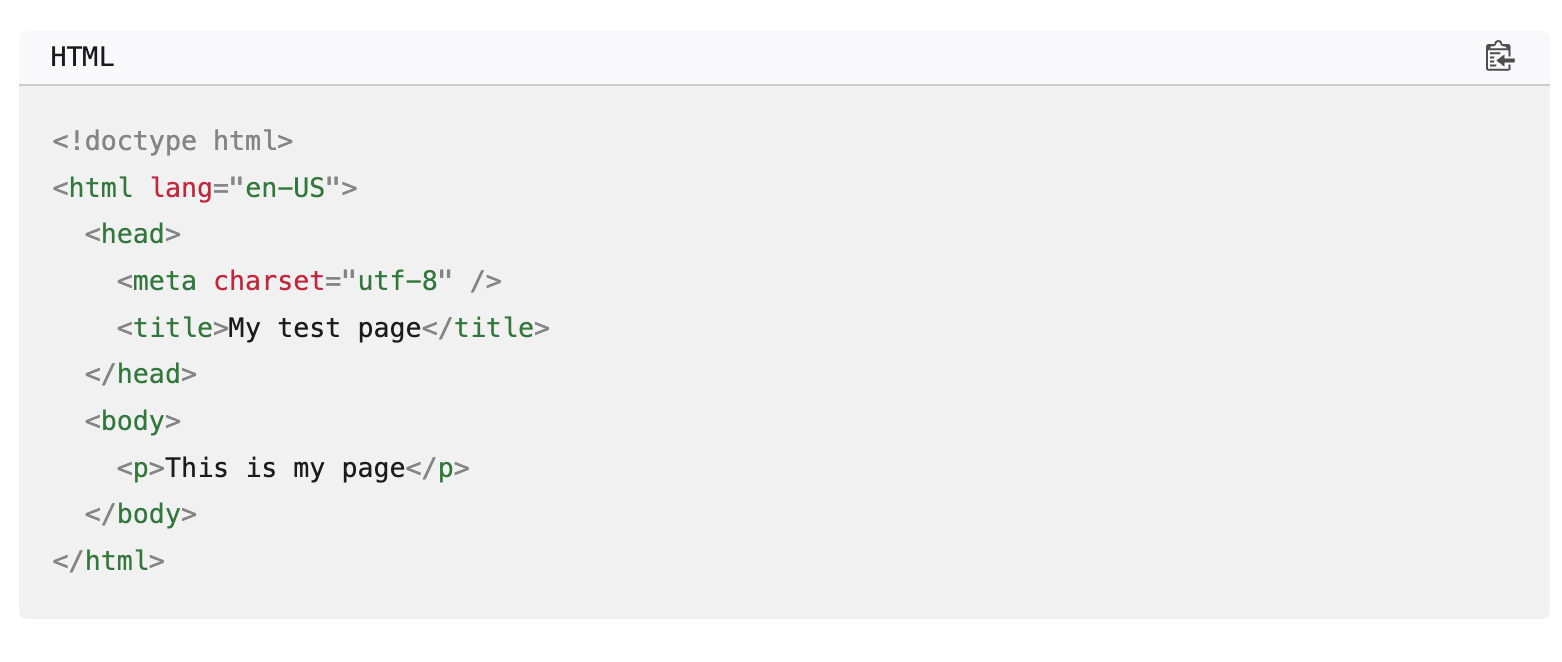 HTML
<!doctype html>
<html lang="en-US">
  <head>
    <meta charset="utf-8" />
    <title>My test page</title>
  </head>
  <body>
    <p>This is my page</p>
  </body>
</html>